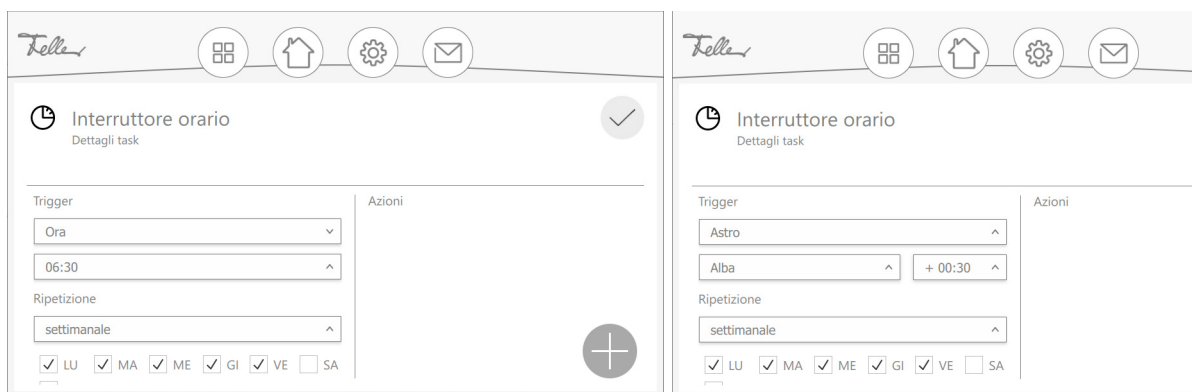 Feller
Interruttore orario
Dettagli task
Trigger
Azioni
Ora
06:30
Ripetizione
settimanale
LU MA ME GI VE SA
Feller
Interruttore orario
Dettagli task
Trigger
Azioni
Astro
Alba
+ 00:30
Ripetizione
settimanale
LU MA ME GI VE SA